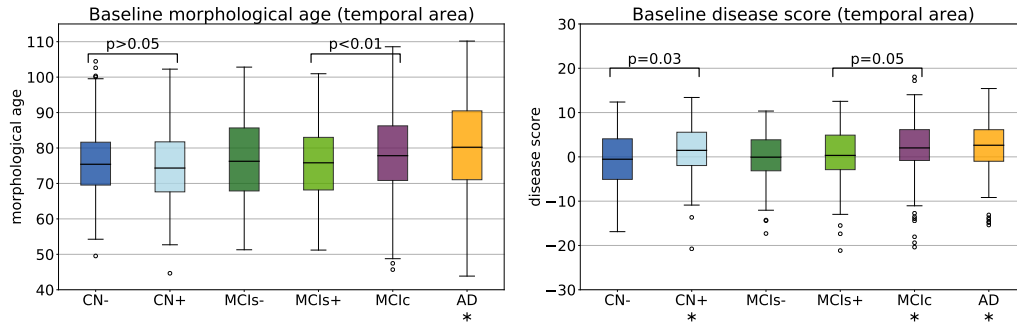 Baseline morphological age (temporal area)
morphological age
110
100
90
80
70
60
50
40
p>0.05
p<0.01
CN-
CN+
MCIs-
MCIs+
MCIc
AD
*
Baseline disease score (temporal area)
disease score
30
20
10
0
−10
−20
−30
p=0.03
p=0.05
CN-
CN+
MCIs-
MCIs+
MCIc
AD
* * *